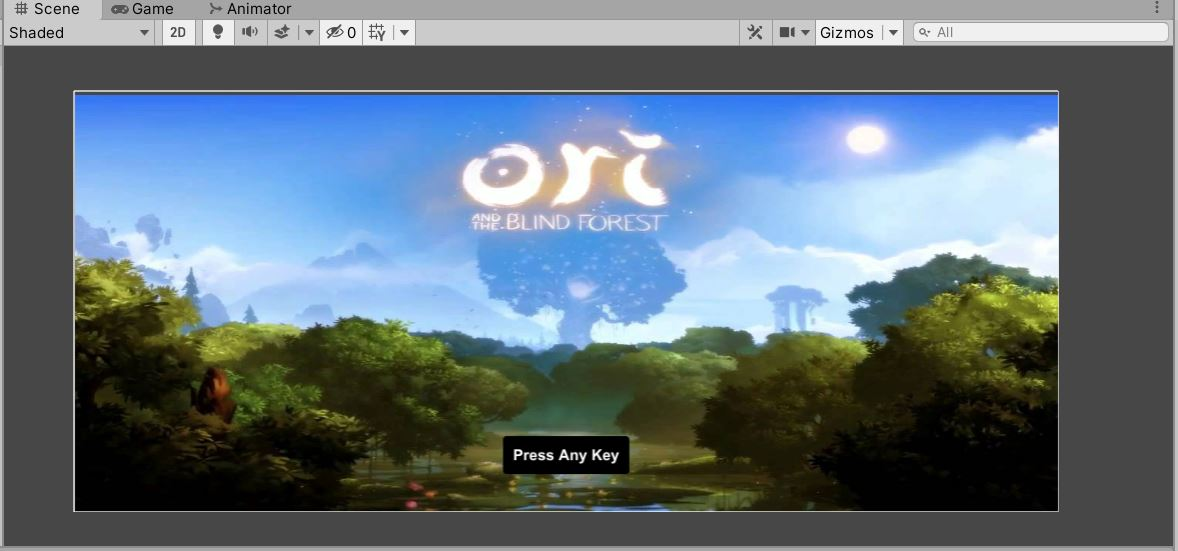 Scene Game Animator
Shaded 2D 0 Gizmos All
ori
AND THE BLIND FOREST
Press Any Key